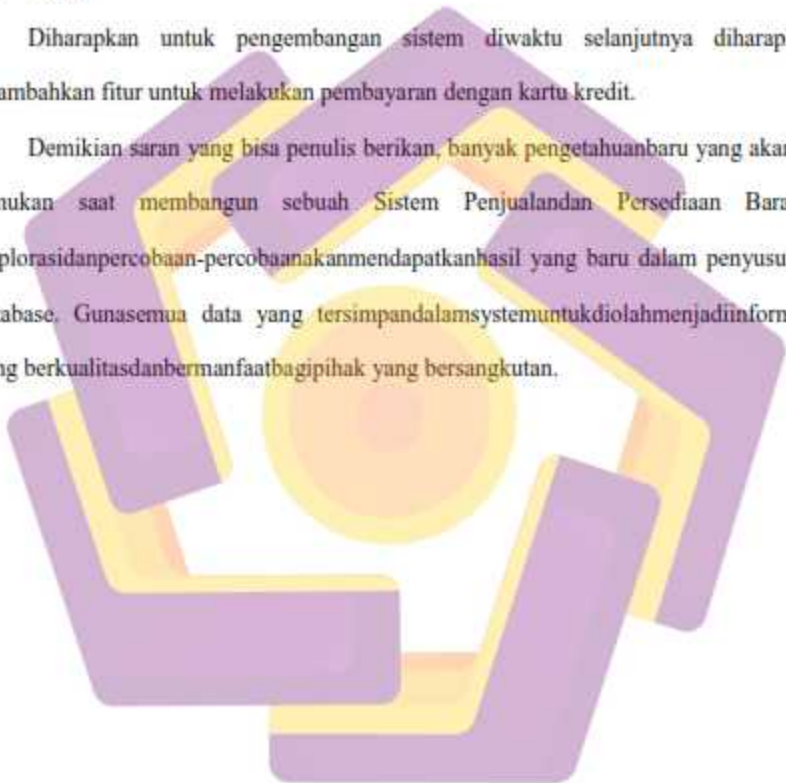 Diharapkan untuk pengembangan sistem diwaktu selanjutnya diharap
ambahkan fitur untuk melakukan pembayaran dengan kartu kredit.
Demikian saran yang bisa penulis berikan, banyak pengetahuanbaru yang akan
nukan saat membangun sebuah Sistem Penjualandan Persediaan Bara
plorasidanpercobaan-percobaanakanmendapatkanhasil yang baru dalam penyusu
abase. Gunasemua data yang tersimpandalamsystemuntukdiolahmenjadiinform
ng berkualitasdanbermanfaatbagipihak yang bersangkutan.